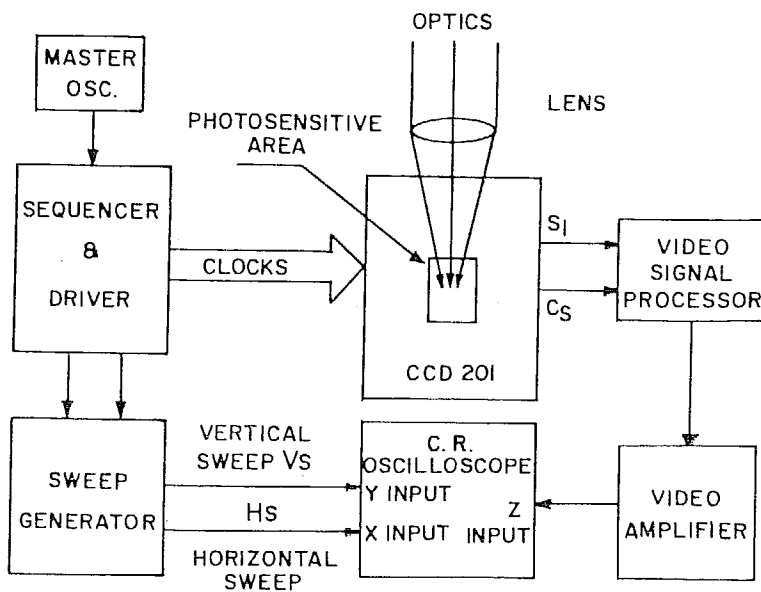 OPTICS
MASTER
OSC.
LENS
PHOTOSENSITIVE
AREA
SEQUENCER
&
DRIVER
CLOCKS
S1
CS
VIDEO
SIGNAL
PROCESSOR
CCD 201
VERTICAL
SWEEP VS
HS
HORIZONTAL
SWEEP
SWEEP
GENERATOR
C. R.
OSCILLOSCOPE
Y INPUT
X INPUT
Z
INPUT
VIDEO
AMPLIFIER